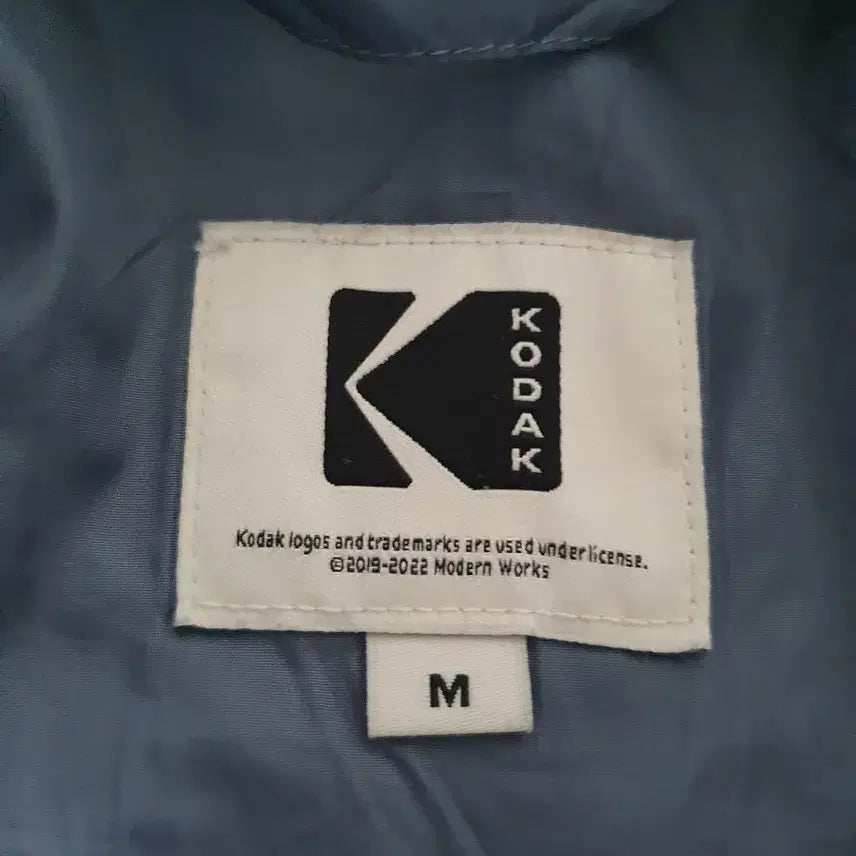 KODAK
Kodak logos and trademarks are used under license.
©2019-2022 Modern Works
M